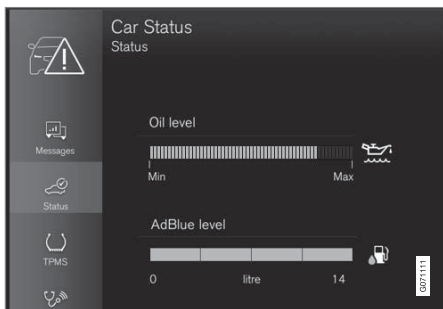 Car Status
Status
Messages
Status
TPMS
Oil level
Min Max
AdBlue level
0 litre 14
G071111